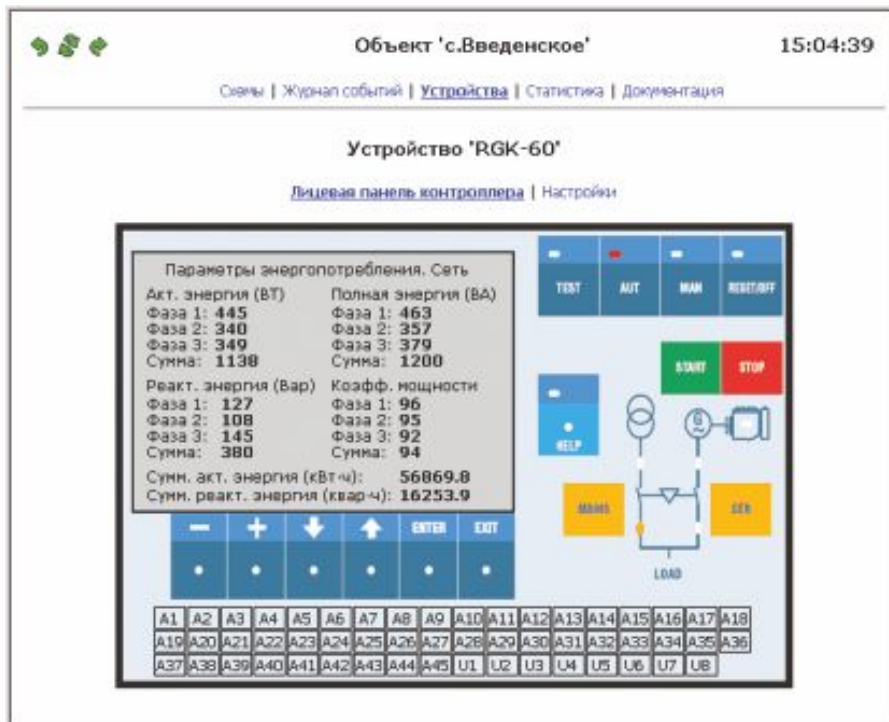 Объект 'с.Введенское'
15:04:39
Схемы | Журнал событий | Устройства | Статистика | Документация
Устройство 'RGK-60'
Лицевая панель контроллера | Настройки
Параметры энергопотребления. Сеть
Акт. энергия (ВТ) Полная энергия (ВА)
Фаза 1: 445 Фаза 1: 463
Фаза 2: 340 Фаза 2: 357
Фаза 3: 349 Фаза 3: 379
Сумма: 1138 Сумма: 1200
Реакт. энергия (Вар) Коэфф. мощности
Фаза 1: 127 Фаза 1: 96
Фаза 2: 108 Фаза 2: 95
Фаза 3: 145 Фаза 3: 92
Сумма: 380 Сумма: 94
Сумм. акт. энергия (кВт·ч): 56869.8
Сумм. реакт. энергия (квар·ч): 16253.9
TEST AUT MAN RESET/OFF
START STOP
HELP
G
MAINS GEN
LOAD
− + ENTER EXIT
A1 A2 A3 A4 A5 A6 A7 A8 A9 A10 A11 A12 A13 A14 A15 A16 A17 A18
A19 A20 A21 A22 A23 A24 A25 A26 A27 A28 A29 A30 A31 A32 A33 A34 A35 A36
A37 A38 A39 A40 A41 A42 A43 A44 A45 U1 U2 U3 U4 U5 U6 U7 U8